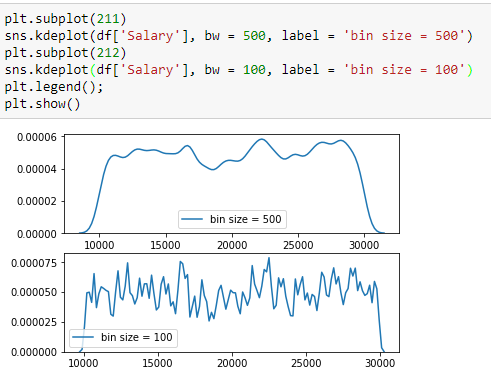 plt.subplot(211)
sns.kdeplot(df['Salary'], bw = 500, label = 'bin size = 500')
plt.subplot(212)
sns.kdeplot(df['Salary'], bw = 100, label = 'bin size = 100')
plt.legend();
plt.show()
0.00006
0.00004
0.00002
0.00000
bin size = 500
10000 15000 20000 25000 30000
0.000075
0.000050
0.000025
0.000000
bin size = 100
10000 15000 20000 25000 30000